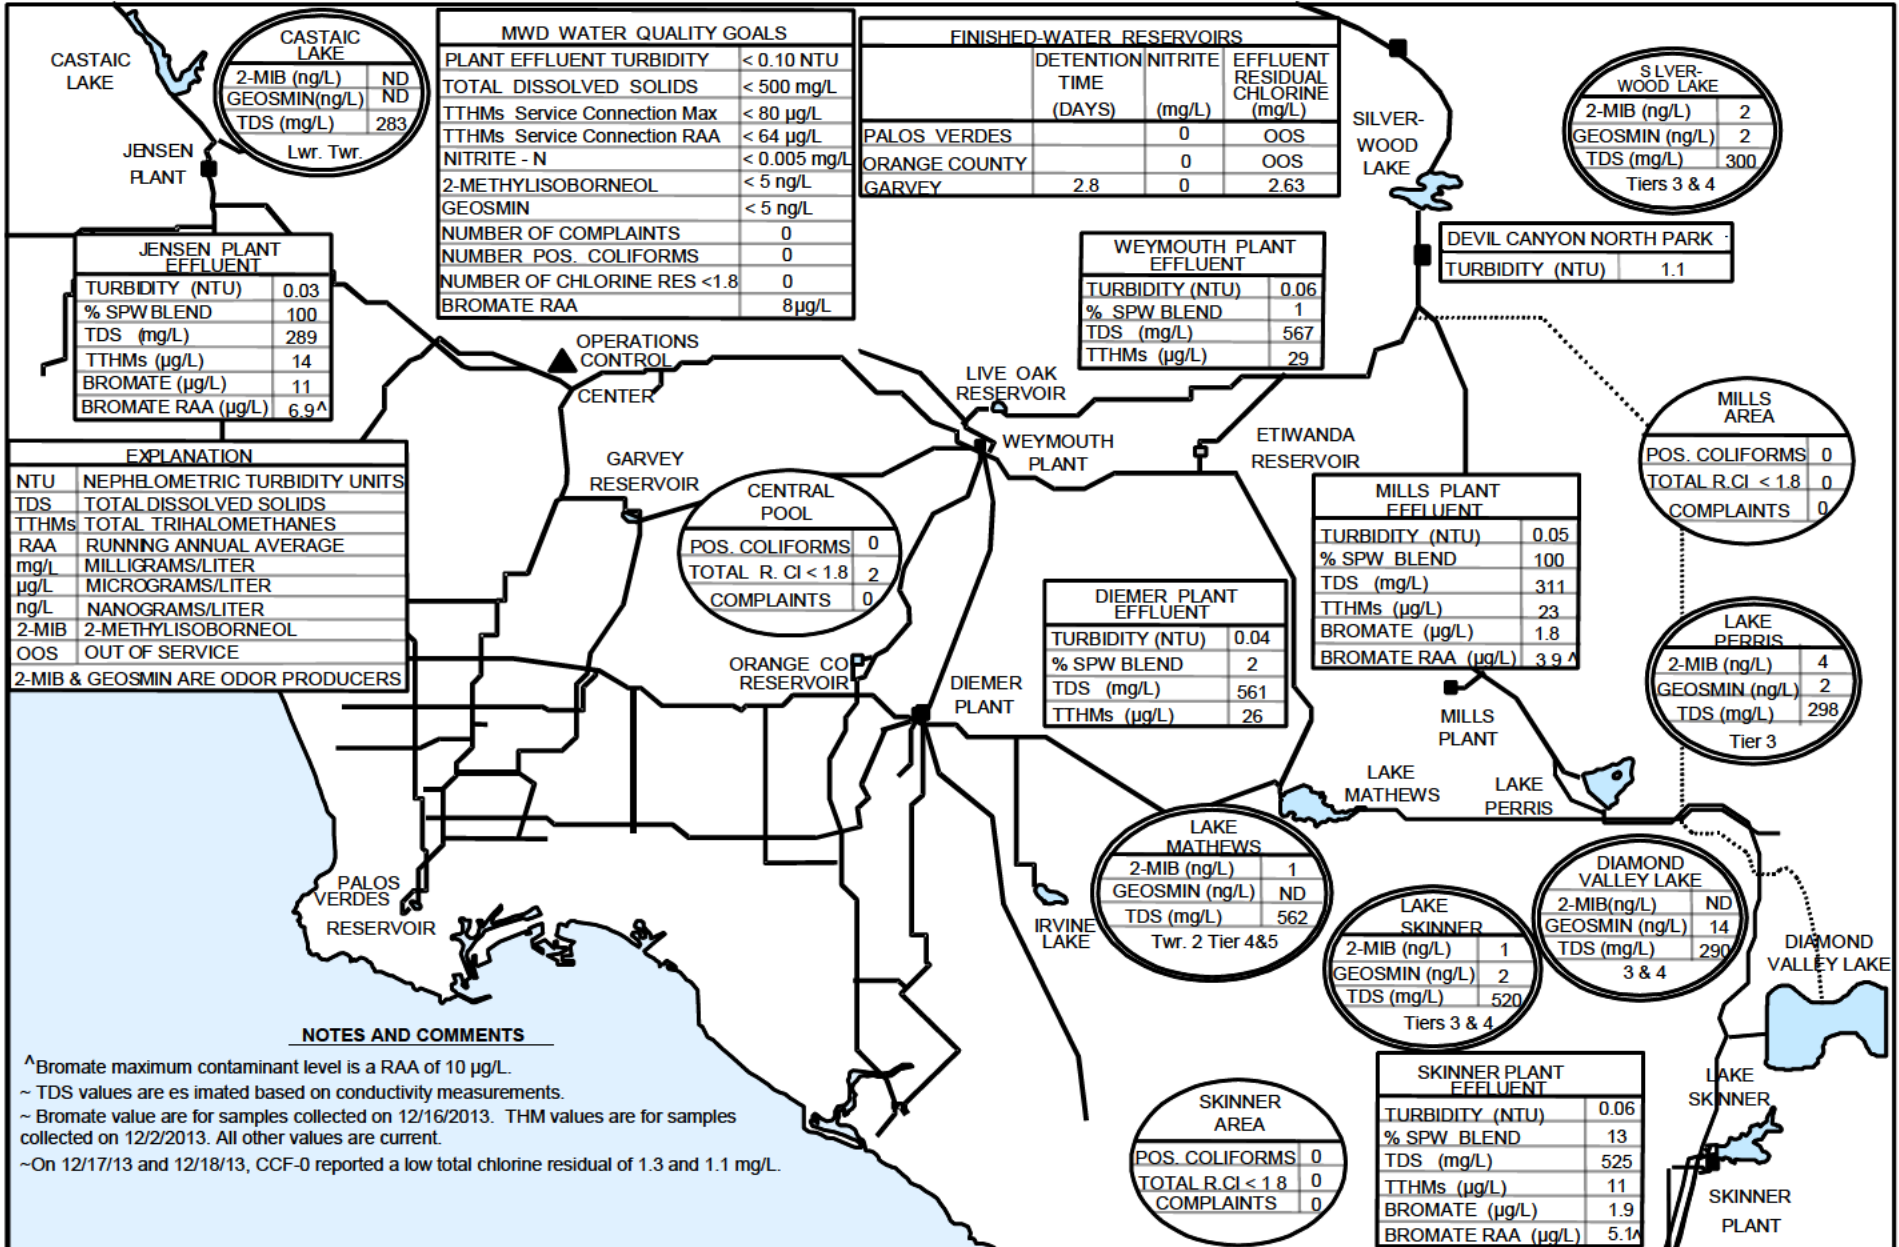 CASTAIC
LAKE
CASTAIC
LAKE
2-MIB (ng/L) ND
GEOSMIN(ng/L) ND
TDS (mg/L) 283
Lwr. Twr.
JENSEN
PLANT
MWD WATER QUALITY GOALS
PLANT EFFLUENT TURBIDITY < 0.10 NTU
TOTAL DISSOLVED SOLIDS < 500 mg/L
TTHMs Service Connection Max < 80 µg/L
TTHMs Service Connection RAA < 64 µg/L
NITRITE - N < 0.005 mg/L
2-METHYLISOBORNEOL < 5 ng/L
GEOSMIN < 5 ng/L
NUMBER OF COMPLAINTS 0
NUMBER POS. COLIFORMS 0
NUMBER OF CHLORINE RES <1.8 0
BROMATE RAA 8µg/L
FINISHED-WATER RESERVOIRS
DETENTION NITRITE EFFLUENT
TIME RESIDUAL
CHLORINE
(DAYS) (mg/L) (mg/L)
PALOS VERDES 0 OOS
ORANGE COUNTY 0 OOS
GARVEY 2.8 0 2.63
SILVER-
WOOD
LAKE
S LVER-
WOOD LAKE
2-MIB (ng/L) 2
GEOSMIN (ng/L) 2
TDS (mg/L) 300
Tiers 3 & 4
DEVIL CANYON NORTH PARK
TURBIDITY (NTU) 1.1
JENSEN PLANT
EFFLUENT
TURBIDITY (NTU) 0.03
% SPW BLEND 100
TDS (mg/L) 289
TTHMs (µg/L) 14
BROMATE (µg/L) 11
BROMATE RAA (µg/L) 6.9^
WEYMOUTH PLANT
EFFLUENT
TURBIDITY (NTU) 0.06
% SPW BLEND 1
TDS (mg/L) 567
TTHMs (µg/L) 29
OPERATIONS
CONTROL
CENTER
LIVE OAK
RESERVOIR
WEYMOUTH
PLANT
ETIWANDA
RESERVOIR
MILLS
AREA
POS. COLIFORMS 0
TOTAL R.Cl < 1.8 0
COMPLAINTS 0
EXPLANATION
NTU NEPHELOMETRIC TURBIDITY UNITS
TDS TOTAL DISSOLVED SOLIDS
TTHMs TOTAL TRIHALOMETHANES
RAA RUNNING ANNUAL AVERAGE
mg/L MILLIGRAMS/LITER
µg/L MICROGRAMS/LITER
ng/L NANOGRAMS/LITER
2-MIB 2-METHYLISOBORNEOL
OOS OUT OF SERVICE
2-MIB & GEOSMIN ARE ODOR PRODUCERS
GARVEY
RESERVOIR
CENTRAL
POOL
POS. COLIFORMS 0
TOTAL R. Cl < 1.8 2
COMPLAINTS 0
MILLS PLANT
EFFLUENT
TURBIDITY (NTU) 0.05
% SPW BLEND 100
TDS (mg/L) 311
TTHMs (µg/L) 23
BROMATE (µg/L) 1.8
BROMATE RAA (µg/L) 3.9 ^
DIEMER PLANT
EFFLUENT
TURBIDITY (NTU) 0.04
% SPW BLEND 2
TDS (mg/L) 561
TTHMs (µg/L) 26
LAKE
PERRIS
2-MIB (ng/L) 4
GEOSMIN (ng/L) 2
TDS (mg/L) 298
Tier 3
ORANGE CO
RESERVOIR
DIEMER
PLANT
MILLS
PLANT
LAKE
MATHEWS
LAKE
PERRIS
LAKE
MATHEWS
2-MIB (ng/L) 1
GEOSMIN (ng/L) ND
TDS (mg/L) 562
Twr. 2 Tier 4&5
DIAMOND
VALLEY LAKE
2-MIB(ng/L) ND
GEOSMIN (ng/L) 14
TDS (mg/L) 290
3 & 4
PALOS
VERDES
RESERVOIR
IRVINE
LAKE
LAKE
SKINNER
2-MIB (ng/L) 1
GEOSMIN (ng/L) 2
TDS (mg/L) 520
Tiers 3 & 4
DIAMOND
VALLEY LAKE
NOTES AND COMMENTS
^Bromate maximum contaminant level is a RAA of 10 µg/L.
~ TDS values are es imated based on conductivity measurements.
~ Bromate value are for samples collected on 12/16/2013. THM values are for samples
collected on 12/2/2013. All other values are current.
~On 12/17/13 and 12/18/13, CCF-0 reported a low total chlorine residual of 1.3 and 1.1 mg/L.
SKINNER
AREA
POS. COLIFORMS 0
TOTAL R.Cl < 1 8 0
COMPLAINTS 0
SKINNER PLANT
EFFLUENT
TURBIDITY (NTU) 0.06
% SPW BLEND 13
TDS (mg/L) 525
TTHMs (µg/L) 11
BROMATE (µg/L) 1.9
BROMATE RAA (µg/L) 5.1^
LAKE
SKINNER
SKINNER
PLANT